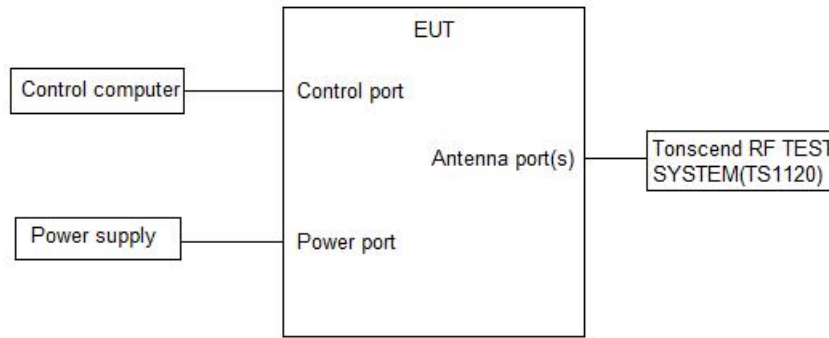 EUT
Control computer
Control port
Antenna port(s)
Tonscend RF TEST
SYSTEM(TS1120)
Power supply
Power port